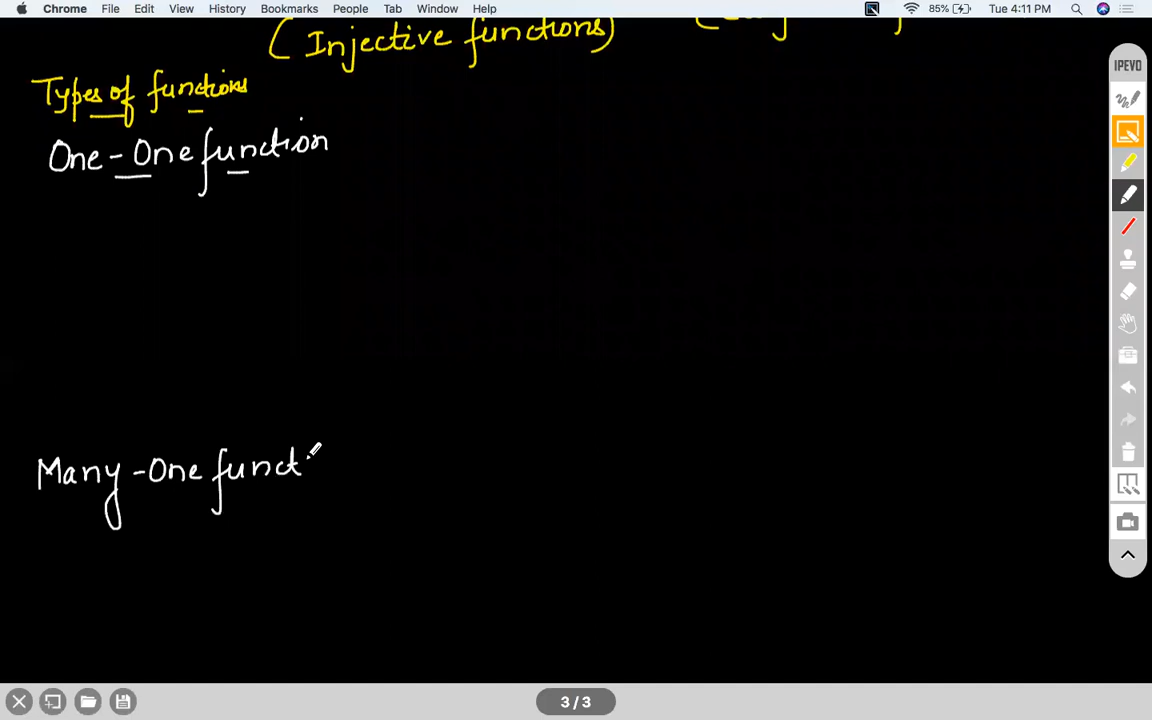 Chrome File Edit View History Bookmarks People Tab Window Help 85% Tue 4:11 PM
(Injective functions)
IPEVO
Types of functions
One-One function
Many-One funct
3/3